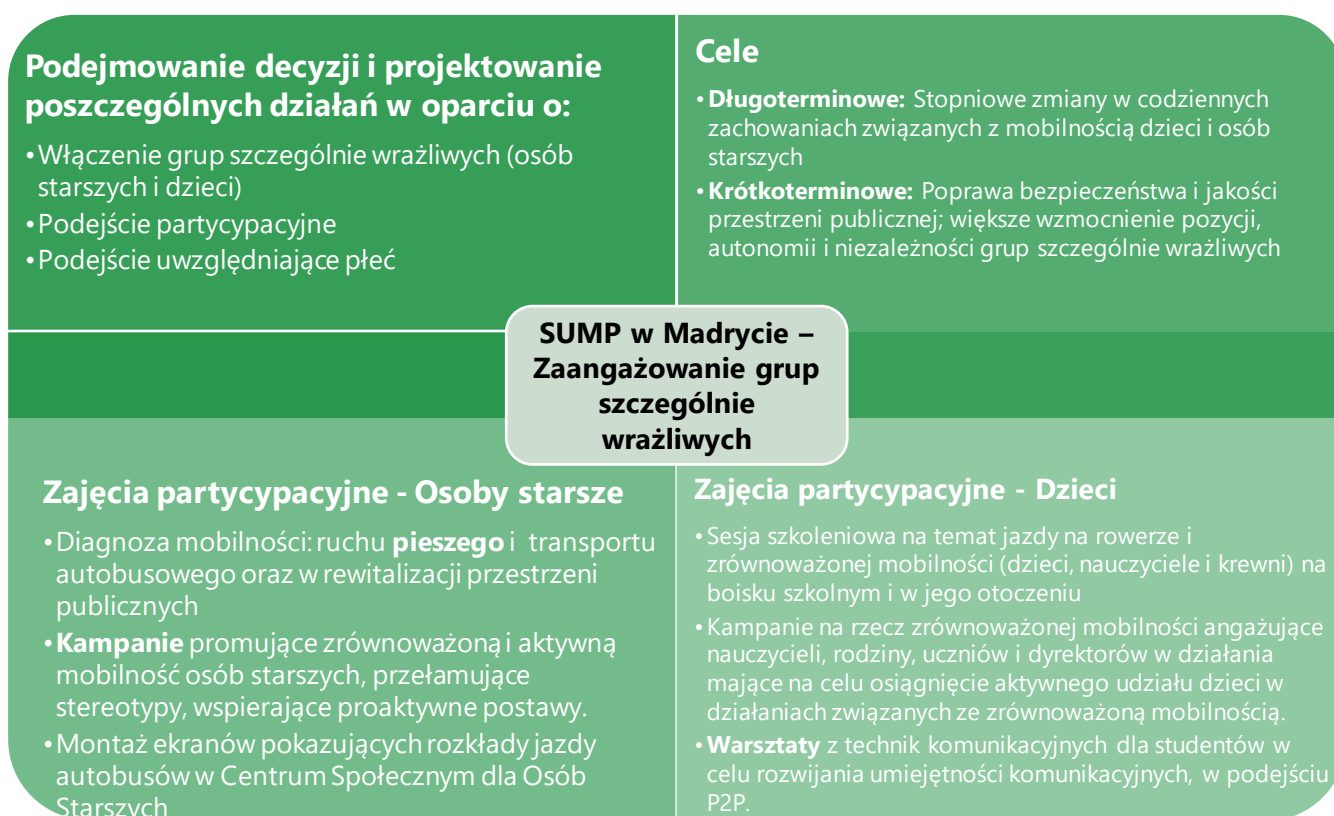 Podejmowanie decyzji i projektowanie
poszczególnych działań w oparciu o:
•Włączenie grup szczególnie wrażliwych (osób
starszych i dzieci)
•Podejście partycypacyjne
•Podejście uwzględniające płeć
Cele
•Długoterminowe: Stopniowe zmiany w codziennych
zachowaniach związanych z mobilnością dzieci i osób
starszych
•Krótkoterminowe: Poprawa bezpieczeństwa i jakości
przestrzeni publicznej; większe wzmocnienie pozycji,
autonomii i niezależności grup szczególnie wrażliwych
SUMP w Madrycie –
Zaangażowanie grup
szczególnie
wrażliwych
Zajęcia partycypacyjne - Osoby starsze
•Diagnoza mobilności: ruchu pieszego i transportu
autobusowego oraz w rewitalizacji przestrzeni
publicznych
•Kampanie promujące zrównoważoną i aktywną
mobilność osób starszych, przełamujące
stereotypy, wspierające proaktywne postawy.
•Montaż ekranów pokazujących rozkłady jazdy
autobusów w Centrum Społecznym dla Osób
Starszych
Zajęcia partycypacyjne - Dzieci
•Sesja szkoleniowa na temat jazdy na rowerze i
zrównoważonej mobilności (dzieci, nauczyciele i krewni) na
boisku szkolnym i w jego otoczeniu
•Kampanie na rzecz zrównoważonej mobilności angażujące
nauczycieli, rodziny, uczniów i dyrektorów w działania
mające na celu osiągnięcie aktywnego udziału dzieci w
działaniach związanych ze zrównoważoną mobilnością.
•Warsztaty z technik komunikacyjnych dla studentów w
celu rozwijania umiejętności komunikacyjnych, w podejściu
P2P.